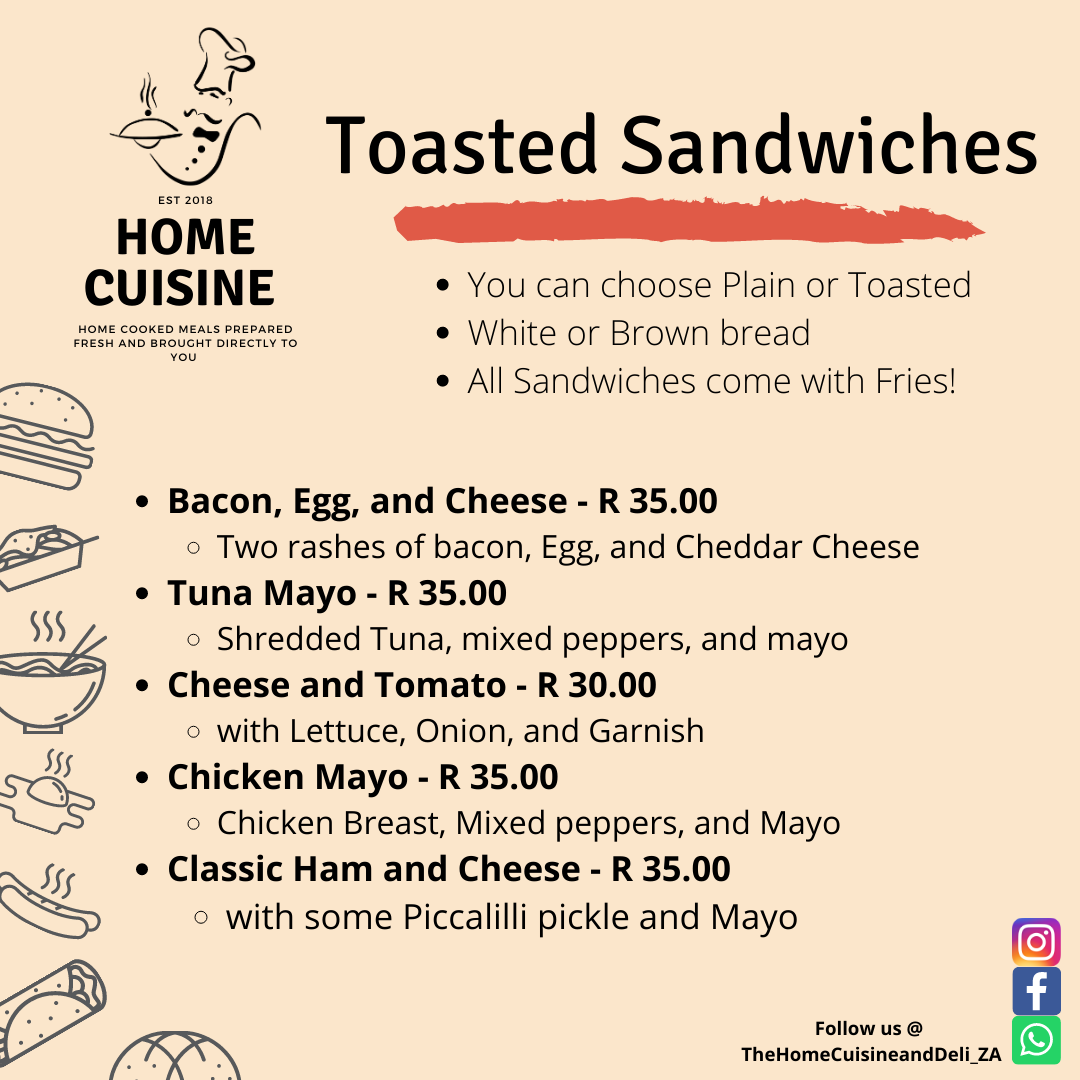 EST 2018
HOME
CUISINE
HOME COOKED MEALS PREPARED
FRESH AND BROUGHT DIRECTLY TO
YOU
Toasted Sandwiches
• You can choose Plain or Toasted
• White or Brown bread
• All Sandwiches come with Fries!
• Bacon, Egg, and Cheese - R 35.00
○ Two rashes of bacon, Egg, and Cheddar Cheese
• Tuna Mayo - R 35.00
○ Shredded Tuna, mixed peppers, and mayo
• Cheese and Tomato - R 30.00
○ with Lettuce, Onion, and Garnish
• Chicken Mayo - R 35.00
○ Chicken Breast, Mixed peppers, and Mayo
• Classic Ham and Cheese - R 35.00
○ with some Piccalilli pickle and Mayo
Follow us @
TheHomeCuisineandDeli_ZA